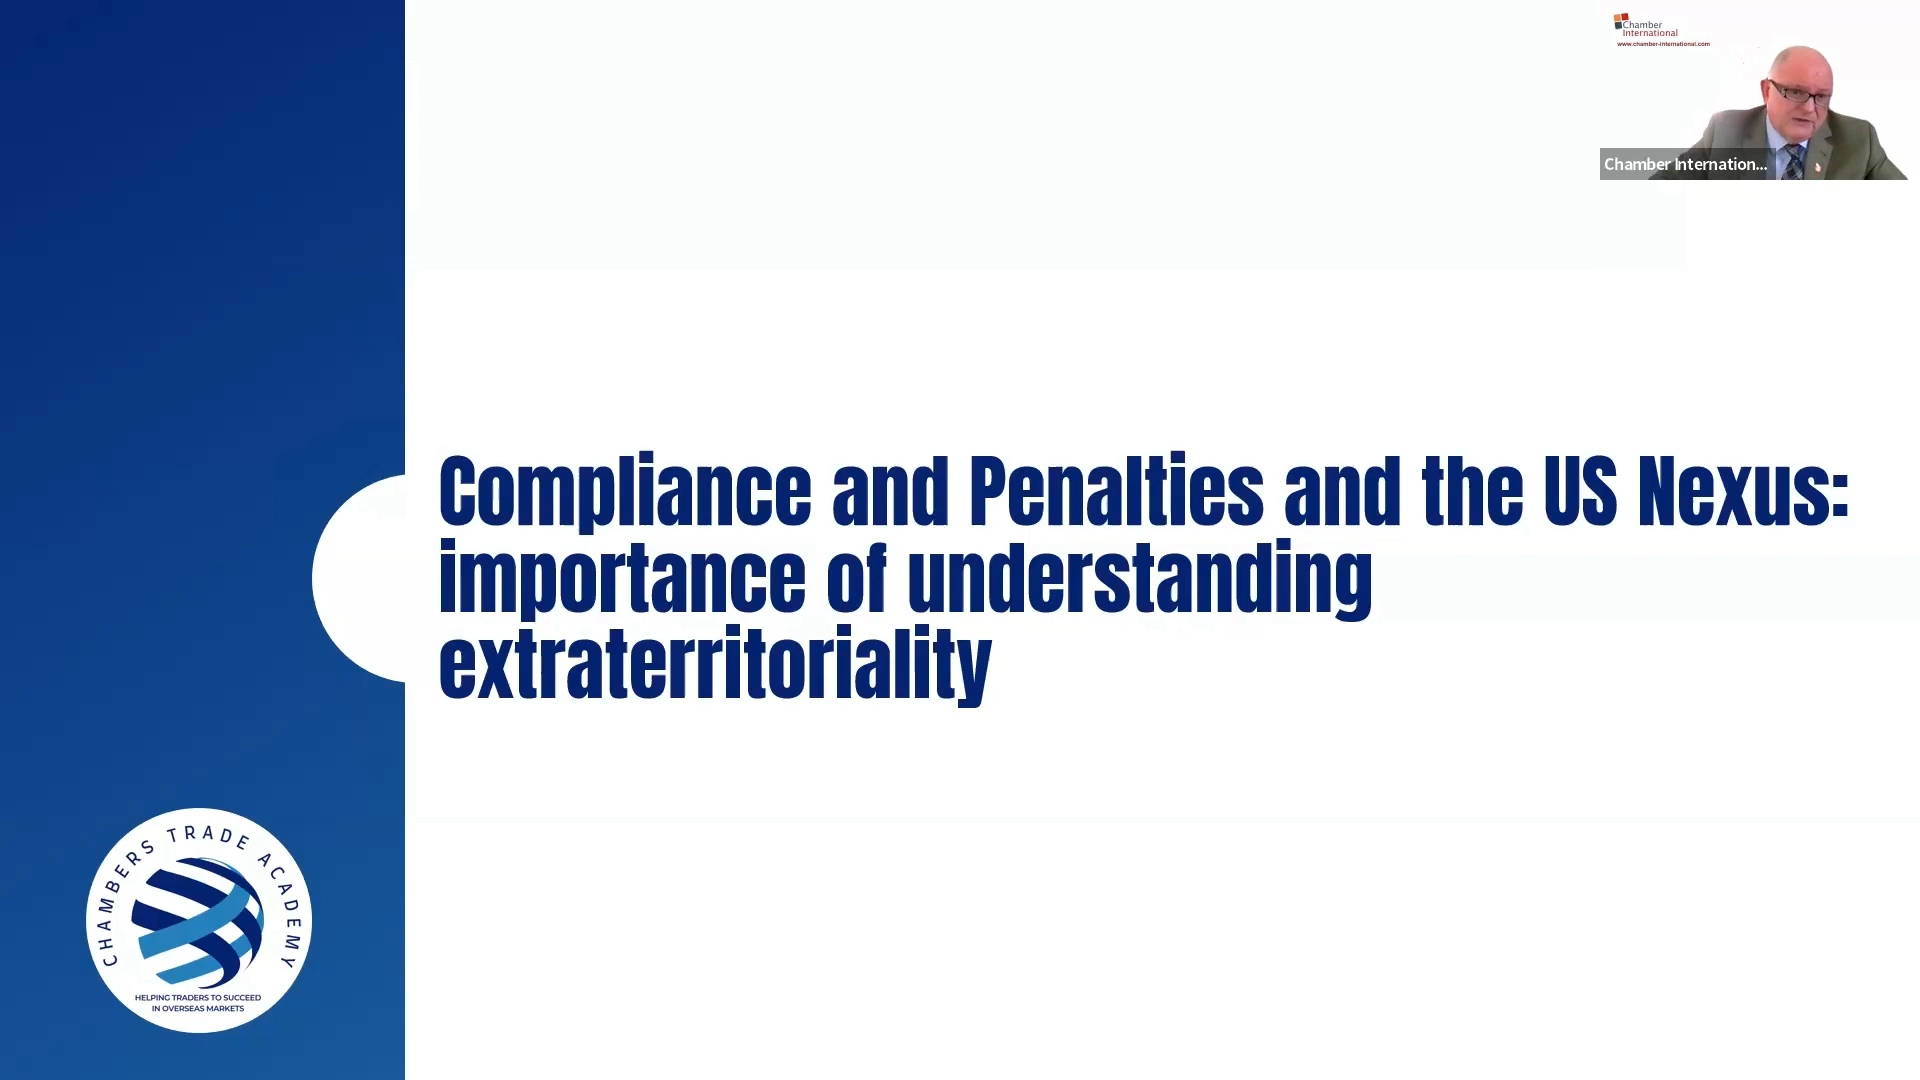 Chamber
International
www.chamber-international.com
Chamber Internation...
Compliance and Penalties and the US Nexus:
importance of understanding
extraterritoriality
CHAMBERS TRADE ACADEMY
HELPING TRADERS TO SUCCEED
IN OVERSEAS MARKETS